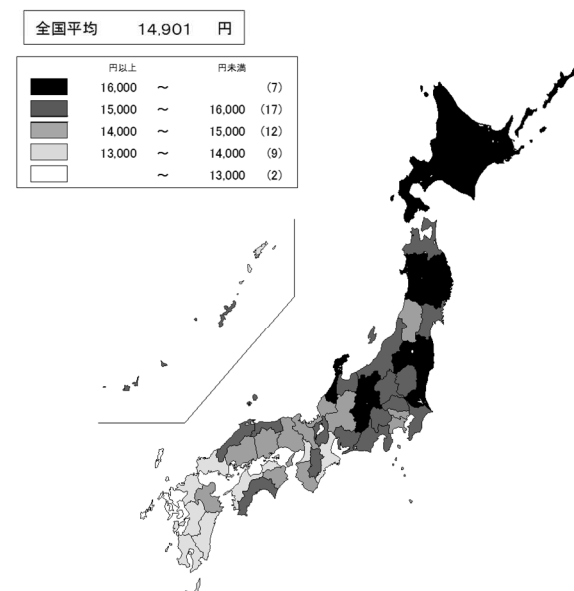 全国平均 14,901 円
円以上 円未満
16,000 ～ (7)
15,000 ～ 16,000 (17)
14,000 ～ 15,000 (12)
13,000 ～ 14,000 (9)
～ 13,000 (2)